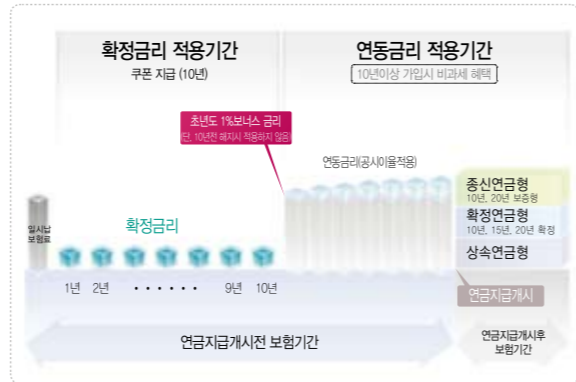 확정금리 적용기간
쿠폰 지급 (10년)
연동금리 적용기간
10년이상 가입시 비과세 혜택
초년도 1%보너스 금리
(단, 10년전 해지시 적용하지 않음)
연동금리(공시이율적용)
종신연금형
10년, 20년 보증형
확정연금형
10년, 15년, 20년 확정
상속연금형
일시납
보험료
확정금리
1년 2년 · · · · · · 9년 10년
연금지급개시
연금지급개시전 보험기간
연금지급개시후
보험기간